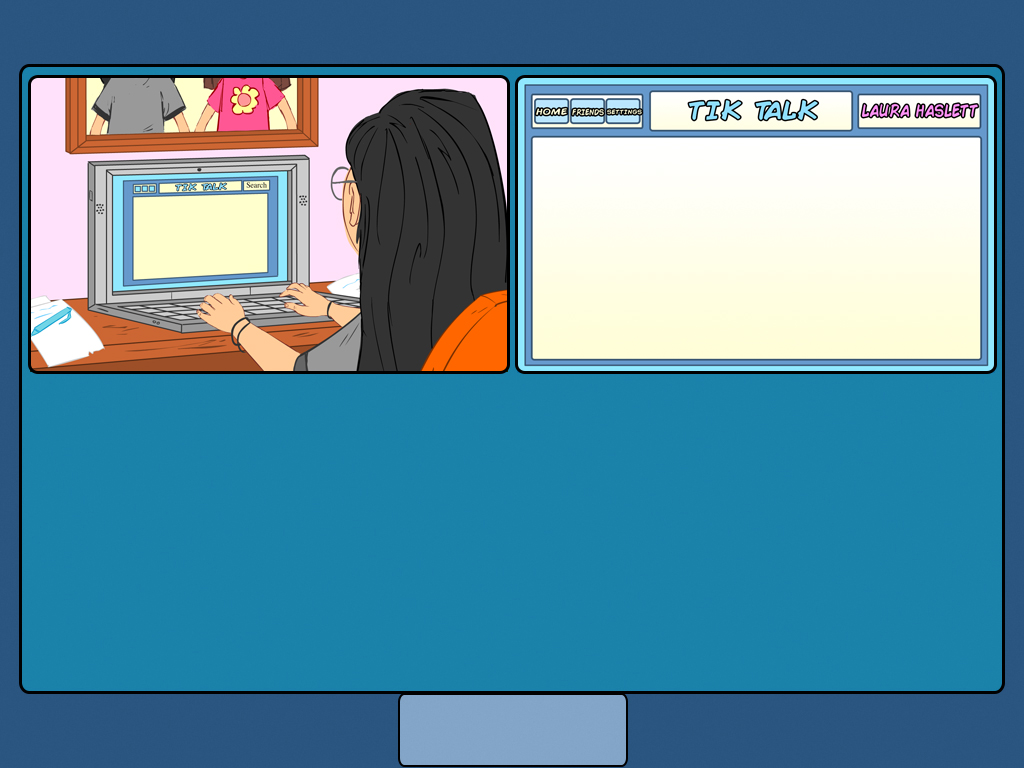 TIK TALK
Search
HOME
FRIENDS
SETTINGS
TIK TALK
LAURA HASLETT